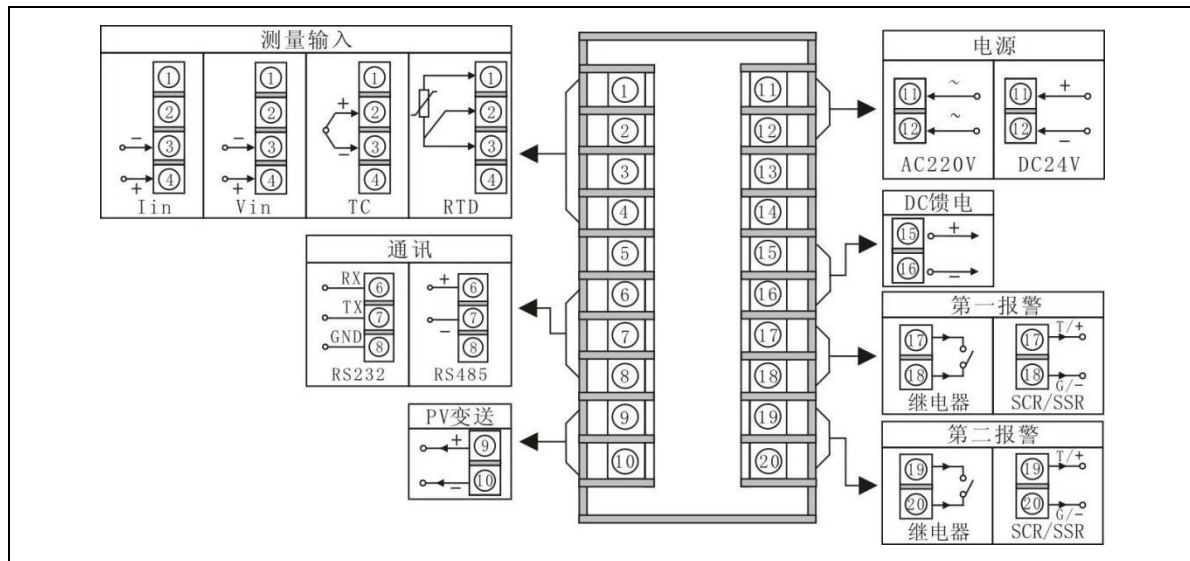 测量输入
① ① ① ①
② ② + ② ②
− ③ − ③ − ③ ③
+ ④ + ④ ④ ④
Iin Vin TC RTD
通讯
RX ⑥ + ⑥
TX ⑦ − ⑦
GND ⑧ ⑧
RS232 RS485
PV变送
+ ⑨
− ⑩
① ⑪
② ⑫
③ ⑬
④ ⑭
⑤ ⑮
⑥ ⑯
⑦ ⑰
⑧ ⑱
⑨ ⑲
⑩ ⑳
电源
⑪ ~ ⑪ +
⑫ ~ ⑫ −
AC220V DC24V
DC馈电
⑮ +
⑯ −
第一报警
⑰ ⑰ T/+
⑱ ⑱ G/−
继电器 SCR/SSR
第二报警
⑲ ⑲ T/+
⑳ ⑳ G/−
继电器 SCR/SSR